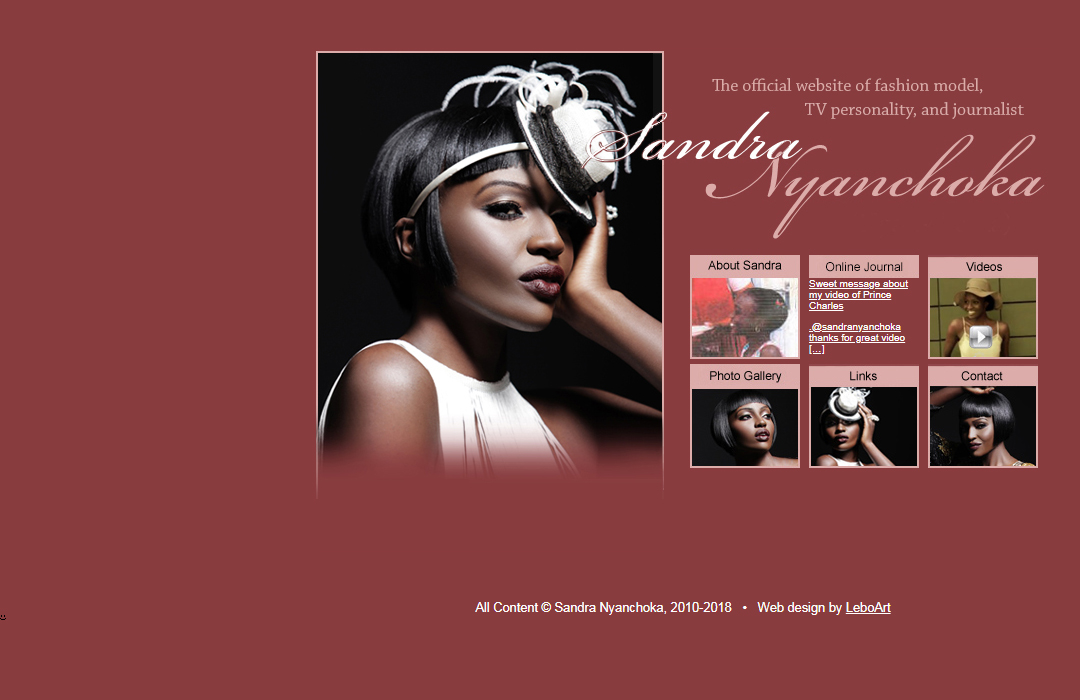 The official website of fashion model,
TV personality, and journalist
Sandra
Nyanchoka
About Sandra
Online Journal
Videos
Sweet message about
my video of Prince
Charles
.@sandranyanchoka
thanks for great video
[...]
Photo Gallery
Links
Contact
All Content © Sandra Nyanchoka, 2010-2018 • Web design by LeboArt